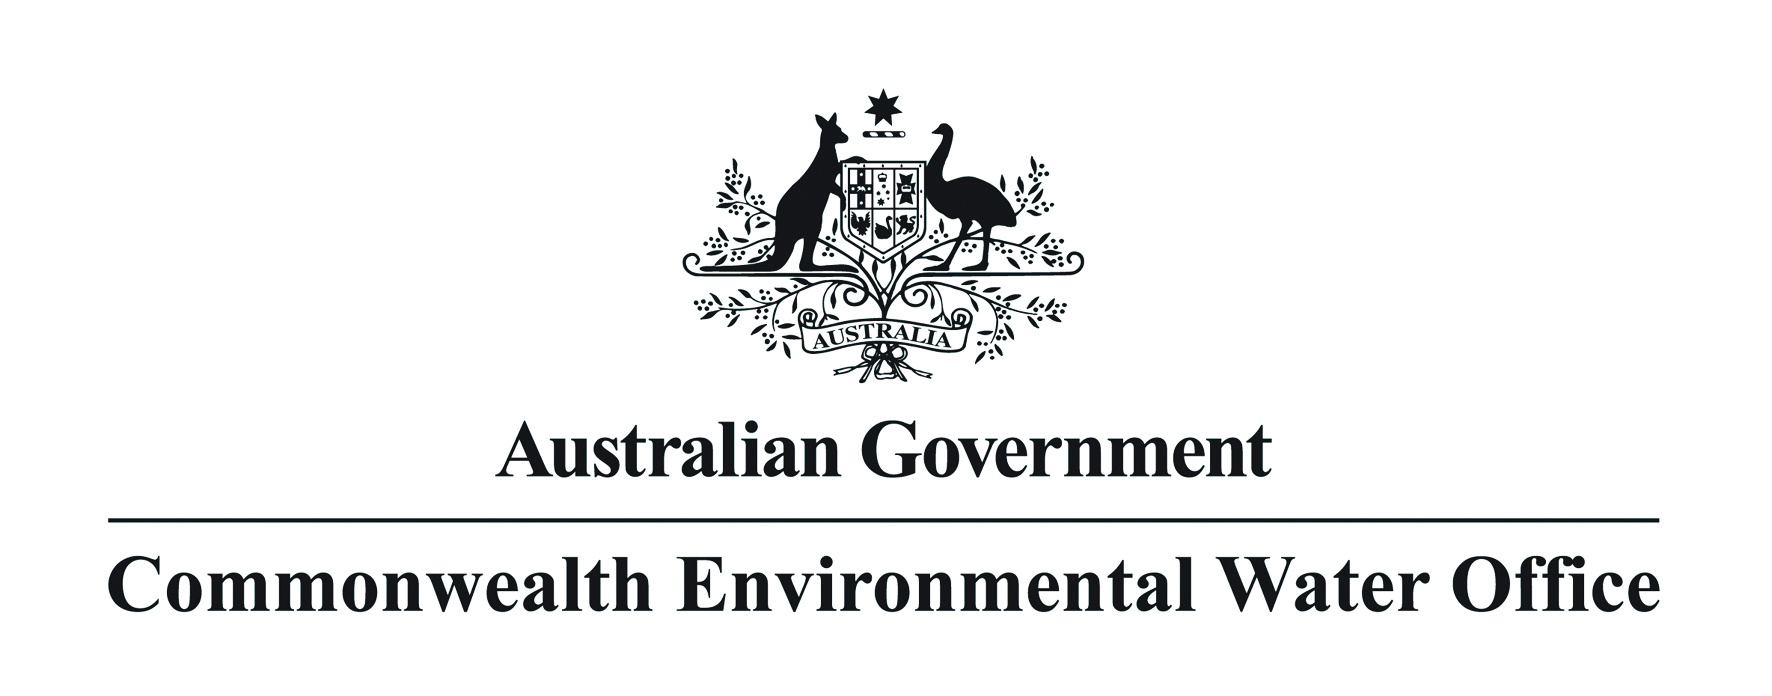 AUSTRALIA
Australian Government
Commonwealth Environmental Water Office